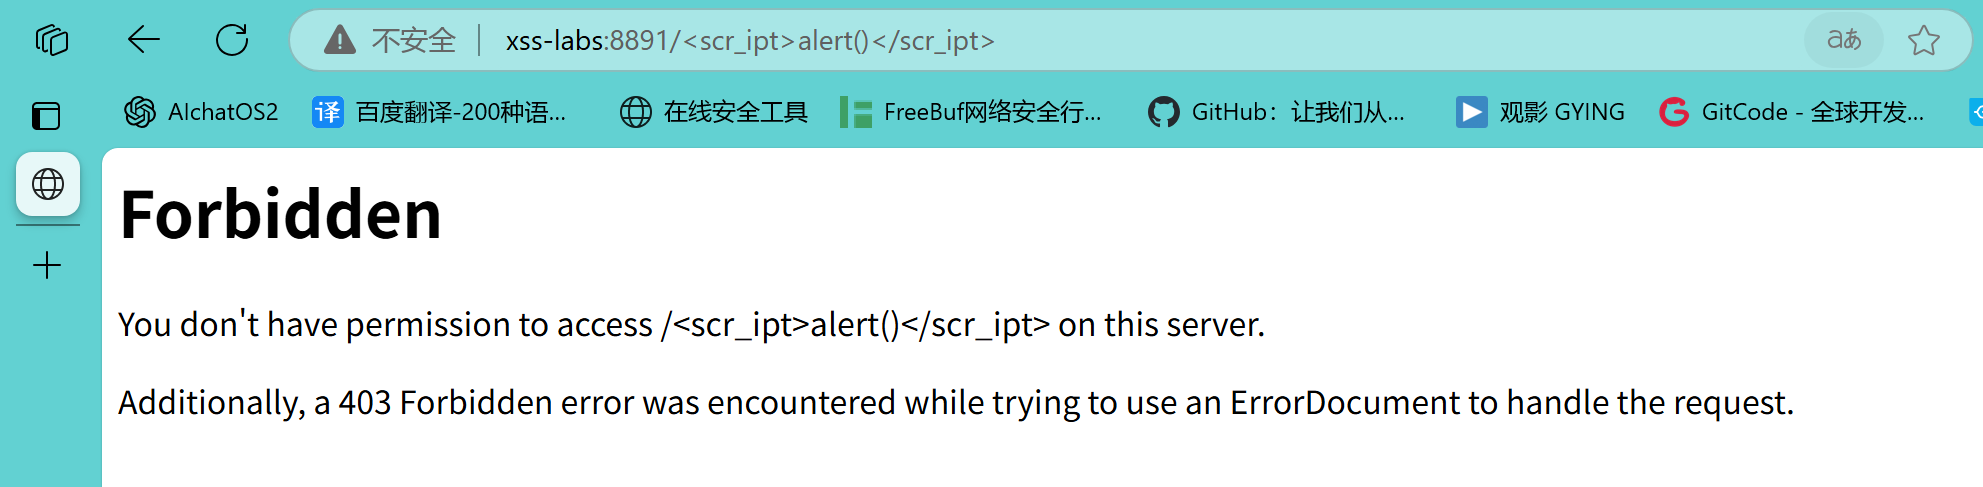 不安全 xss-labs:8891/<scr_ipt>alert()</scr_ipt> aあ
AIchatOS2 译 百度翻译-200种语... 在线安全工具 FreeBuf网络安全行... GitHub：让我们从... 观影 GYING GitCode - 全球开发...
Forbidden
You don't have permission to access /<scr_ipt>alert()</scr_ipt> on this server.
Additionally, a 403 Forbidden error was encountered while trying to use an ErrorDocument to handle the request.